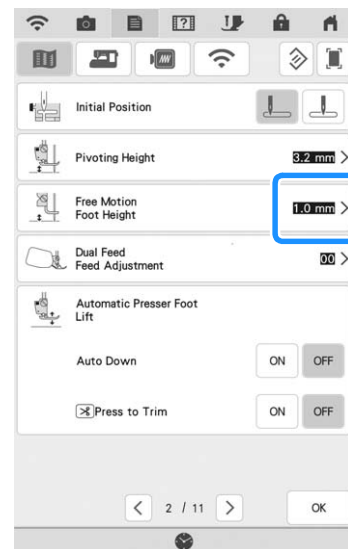 Initial Position
Pivoting Height
3.2 mm >
Free Motion
Foot Height
1.0 mm >
Dual Feed
Feed Adjustment
00 >
Automatic Presser Foot
Lift
Auto Down
ON OFF
Press to Trim
ON OFF
< 2 / 11 >
OK